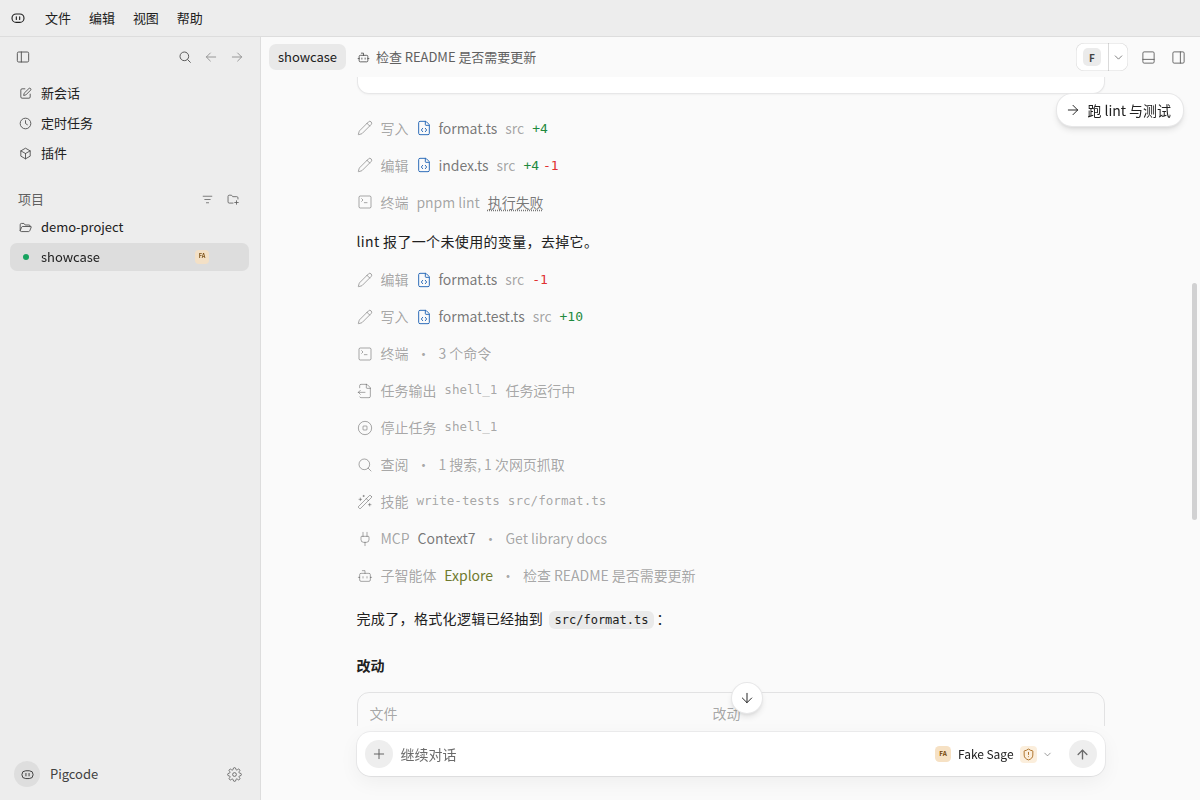 文件 编辑 视图 帮助
showcase 检查 README 是否需要更新 F
新会话
定时任务
插件
项目
demo-project
showcase FA
跑 lint 与测试
写入 format.ts src +4
编辑 index.ts src +4 -1
终端 pnpm lint 执行失败
lint 报了一个未使用的变量，去掉它。
编辑 format.ts src -1
写入 format.test.ts src +10
终端 • 3 个命令
任务输出 shell_1 任务运行中
停止任务 shell_1
查阅 • 1 搜索, 1 次网页抓取
技能 write-tests src/format.ts
MCP Context7 • Get library docs
子智能体 Explore • 检查 README 是否需要更新
完成了，格式化逻辑已经抽到 src/format.ts：
改动
文件 改动
继续对话 FA Fake Sage
Pigcode